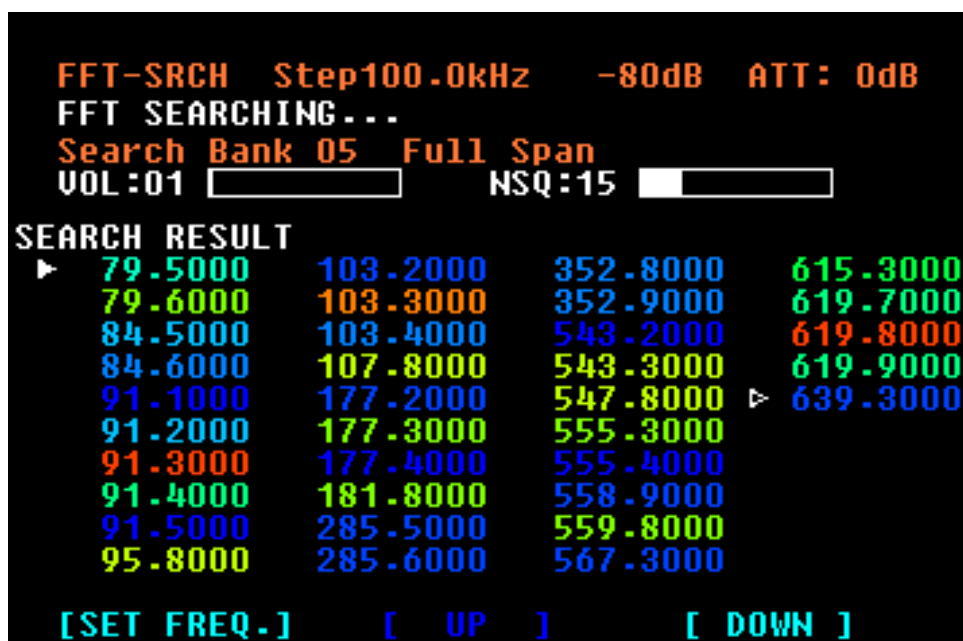 FFT-SRCH Step100.0kHz -80dB ATT: 0dB
FFT SEARCHING...
Search Bank 05 Full Span
VOL:01 NSQ:15
SEARCH RESULT
79.5000 103.2000 352.8000 615.3000
79.6000 103.3000 352.9000 619.7000
84.5000 103.4000 543.2000 619.8000
84.6000 107.8000 543.3000 619.9000
91.1000 177.2000 547.8000 639.3000
91.2000 177.3000 555.3000
91.3000 177.4000 555.4000
91.4000 181.8000 558.9000
91.5000 285.5000 559.8000
95.8000 285.6000 567.3000
[SET FREQ.] [ UP ] [ DOWN ]